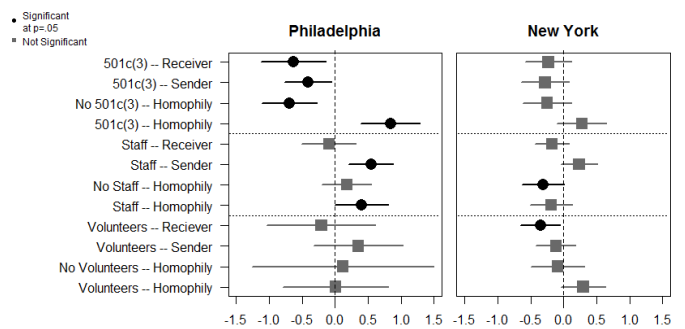 Significant
at p=.05
Not Significant
Philadelphia
New York
501c(3) -- Receiver
501c(3) -- Sender
No 501c(3) -- Homophily
501c(3) -- Homophily
Staff -- Receiver
Staff -- Sender
No Staff -- Homophily
Staff -- Homophily
Volunteers -- Reciever
Volunteers -- Sender
No Volunteers -- Homophily
Volunteers -- Homophily
-1.5 -1.0 -0.5 0.0 0.5 1.0 1.5
-1.5 -1.0 -0.5 0.0 0.5 1.0 1.5